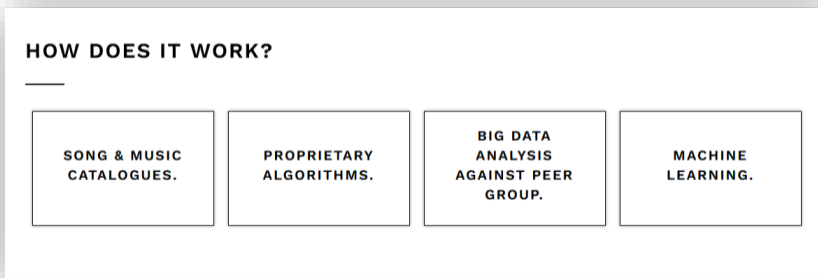 HOW DOES IT WORK?
SONG & MUSIC
CATALOGUES.
PROPRIETARY
ALGORITHMS.
BIG DATA
ANALYSIS
AGAINST PEER
GROUP.
MACHINE
LEARNING.